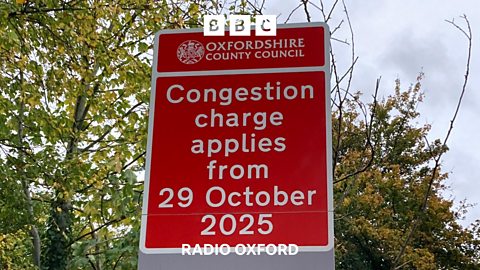 BBC
OXFORDSHIRE
COUNTY COUNCIL
Congestion
charge
applies
from
29 October
2025
RADIO OXFORD